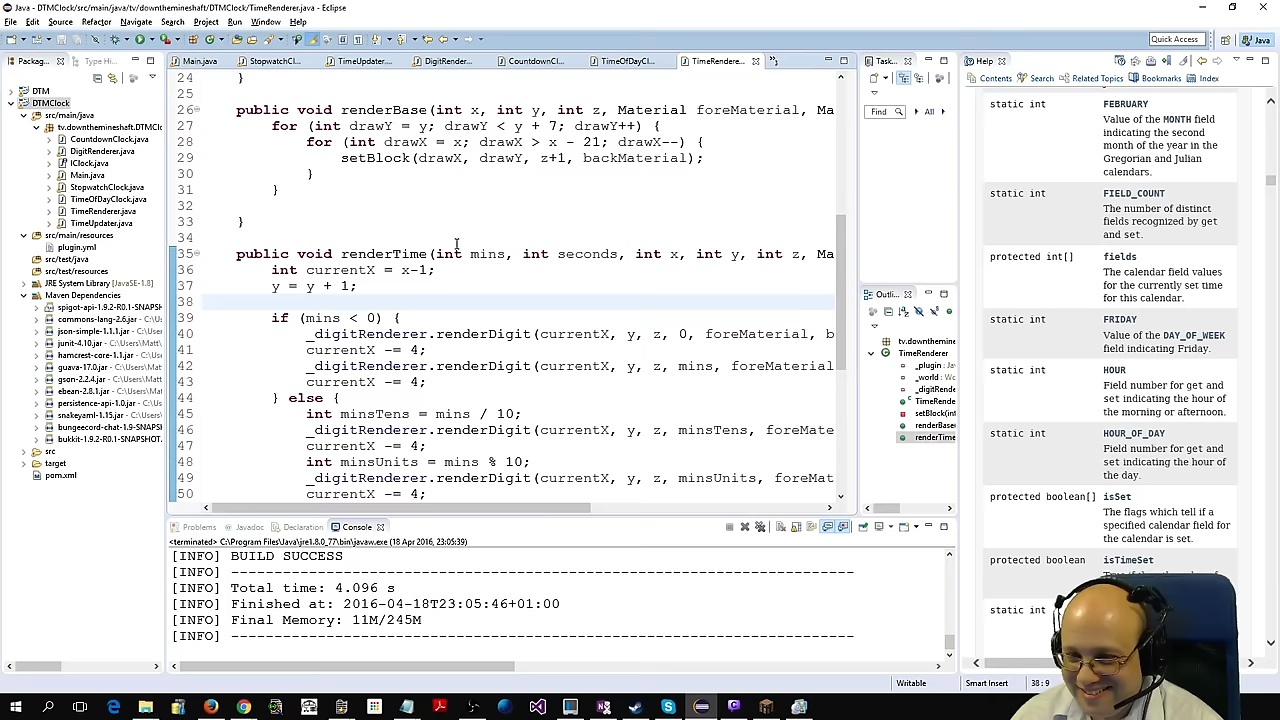 Java - DTMClock/src/main/java/tv/downthemineshaft/DTMClock/TimeRenderer.java - Eclipse
File Edit Source Refactor Navigate Search Project Run Window Help
Quick Access
Java
Packag...
Type Hi...
DTM
DTMClock
src/main/java
tv.downthemineshaft.DTMClc
CountdownClock.java
DigitRenderer.java
IClock.java
Main.java
StopwatchClock.java
TimeOfDayClock.java
TimeRenderer.java
TimeUpdater.java
src/main/resources
plugin.yml
src/test/java
src/test/resources
JRE System Library [JavaSE-1.8]
Maven Dependencies
spigot-api-1.9.2-R0.1-SNAPSH
commons-lang-2.6.jar
json-simple-1.1.1.jar
junit-4.10.jar - C:\Users\Mat
hamcrest-core-1.1.jar
guava-17.0.jar - C:\Users\M
gson-2.2.4.jar - C:\Users\Ma
ebean-2.8.1.jar - C:\Users\M
persistence-api-1.0.jar - C:\U
snakeyaml-1.15.jar - C:\Users
bungeecord-chat-1.9-SNAPS
bukkit-1.9.2-R0.1-SNAPSHOT.
src
target
pom.xml
Main.java StopwatchCl... TimeUpdater.... DigitRender... CountdownC... TimeOfDayCl... TimeRendere...
24 }
25
26 public void renderBase(int x, int y, int z, Material foreMaterial, Ma
27 for (int drawY = y; drawY < y + 7; drawY++) {
28 for (int drawX = x; drawX > x - 21; drawX--) {
29 setBlock(drawX, drawY, z+1, backMaterial);
30 }
31 }
32
33 }
34
35 public void renderTime(int mins, int seconds, int x, int y, int z, Ma
36 int currentX = x-1;
37 y = y + 1;
38
39 if (mins < 0) {
40 _digitRenderer.renderDigit(currentX, y, z, 0, foreMaterial, b
41 currentX -= 4;
42 _digitRenderer.renderDigit(currentX, y, z, mins, foreMaterial
43 currentX -= 4;
44 } else {
45 int minsTens = mins / 10;
46 _digitRenderer.renderDigit(currentX, y, z, minsTens, foreMate
47 currentX -= 4;
48 int minsUnits = mins % 10;
49 _digitRenderer.renderDigit(currentX, y, z, minsUnits, foreMat
50 currentX -= 4;
Problems Javadoc Declaration Console
<terminated> C:\Program Files\Java\jre1.8.0_77\bin\javaw.exe (18 Apr 2016, 23:05:39)
[INFO] BUILD SUCCESS
[INFO] ------------------------------------------------------------------------
[INFO] Total time: 4.096 s
[INFO] Finished at: 2016-04-18T23:05:46+01:00
[INFO] Final Memory: 11M/245M
[INFO] ------------------------------------------------------------------------
Task...
Find
All
Outli...
tv.downthemine
TimeRenderer
_plugin : Ja
_world : Wo
_digitRende
TimeRende
setBlock(int
renderBase(
renderTime
Help
Contents Search Related Topics Bookmarks Index
static int FEBRUARY
Value of the MONTH field
indicating the second
month of the year in the
Gregorian and Julian
calendars.
static int FIELD_COUNT
The number of distinct
fields recognized by get
and set.
protected int[] fields
The calendar field values
for the currently set time
for this calendar.
static int FRIDAY
Value of the DAY_OF_WEEK
field indicating Friday.
static int HOUR
Field number for get and
set indicating the hour of
the morning or afternoon.
static int HOUR_OF_DAY
Field number for get and
set indicating the hour of
the day.
protected boolean[] isSet
The flags which tell if a
specified calendar field for
the calendar is set.
protected boolean isTimeSet
static int
Writable Smart Insert 38 : 9